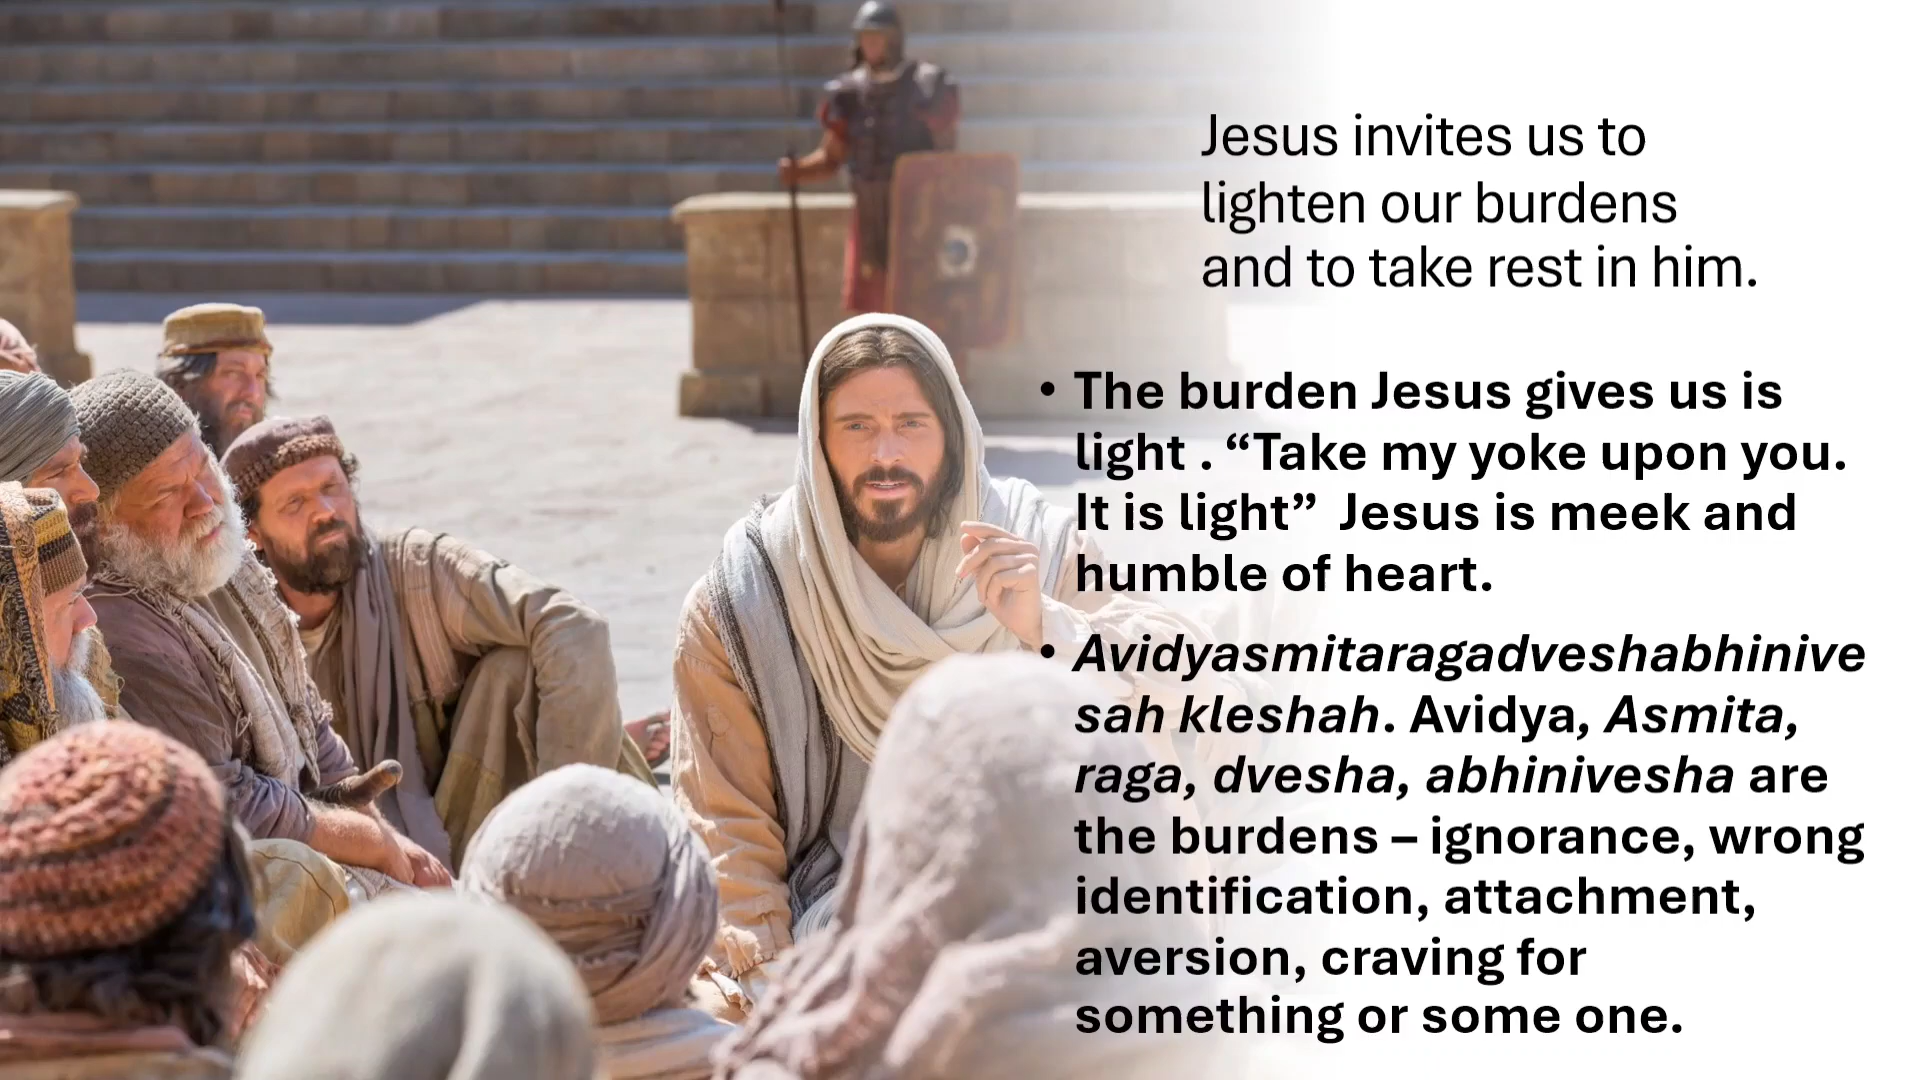 Jesus invites us to
lighten our burdens
and to take rest in him.
• The burden Jesus gives us is
light . “Take my yoke upon you.
It is light”  Jesus is meek and
humble of heart.
• Avidyasmitaragadveshabhinive
sah kleshah. Avidya, Asmita,
raga, dvesha, abhinivesha are
the burdens – ignorance, wrong
identification, attachment,
aversion, craving for
something or some one.